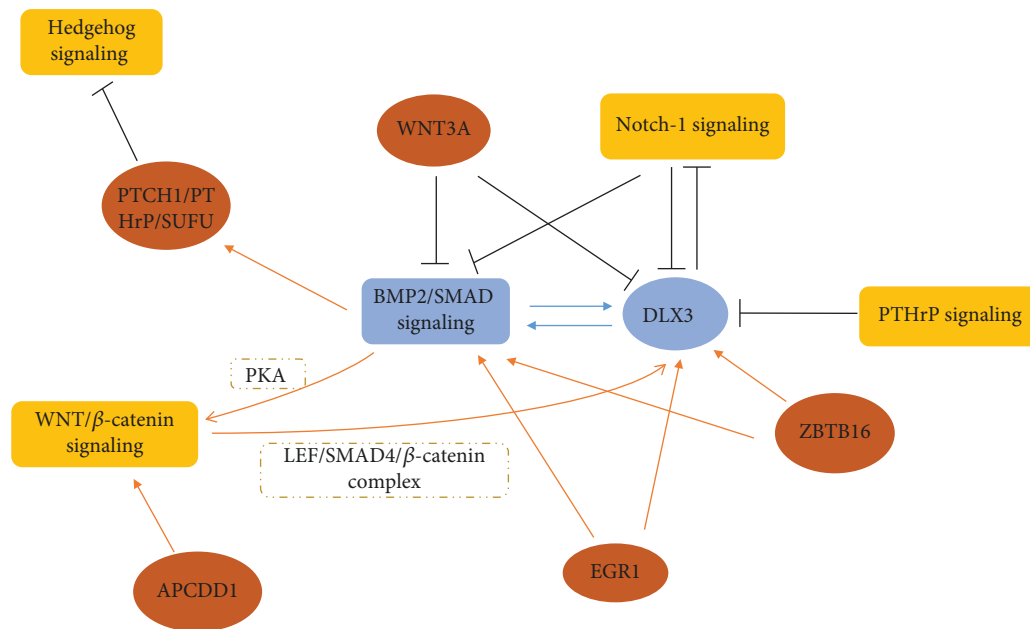 Hedgehog
signaling
WNT3A
Notch-1 signaling
PTCH1/PT
HrP/SUFU
BMP2/SMAD
signaling
DLX3
PTHrP signaling
PKA
WNT/β-catenin
signaling
ZBTB16
LEF/SMAD4/β-catenin
complex
EGR1
APCDD1